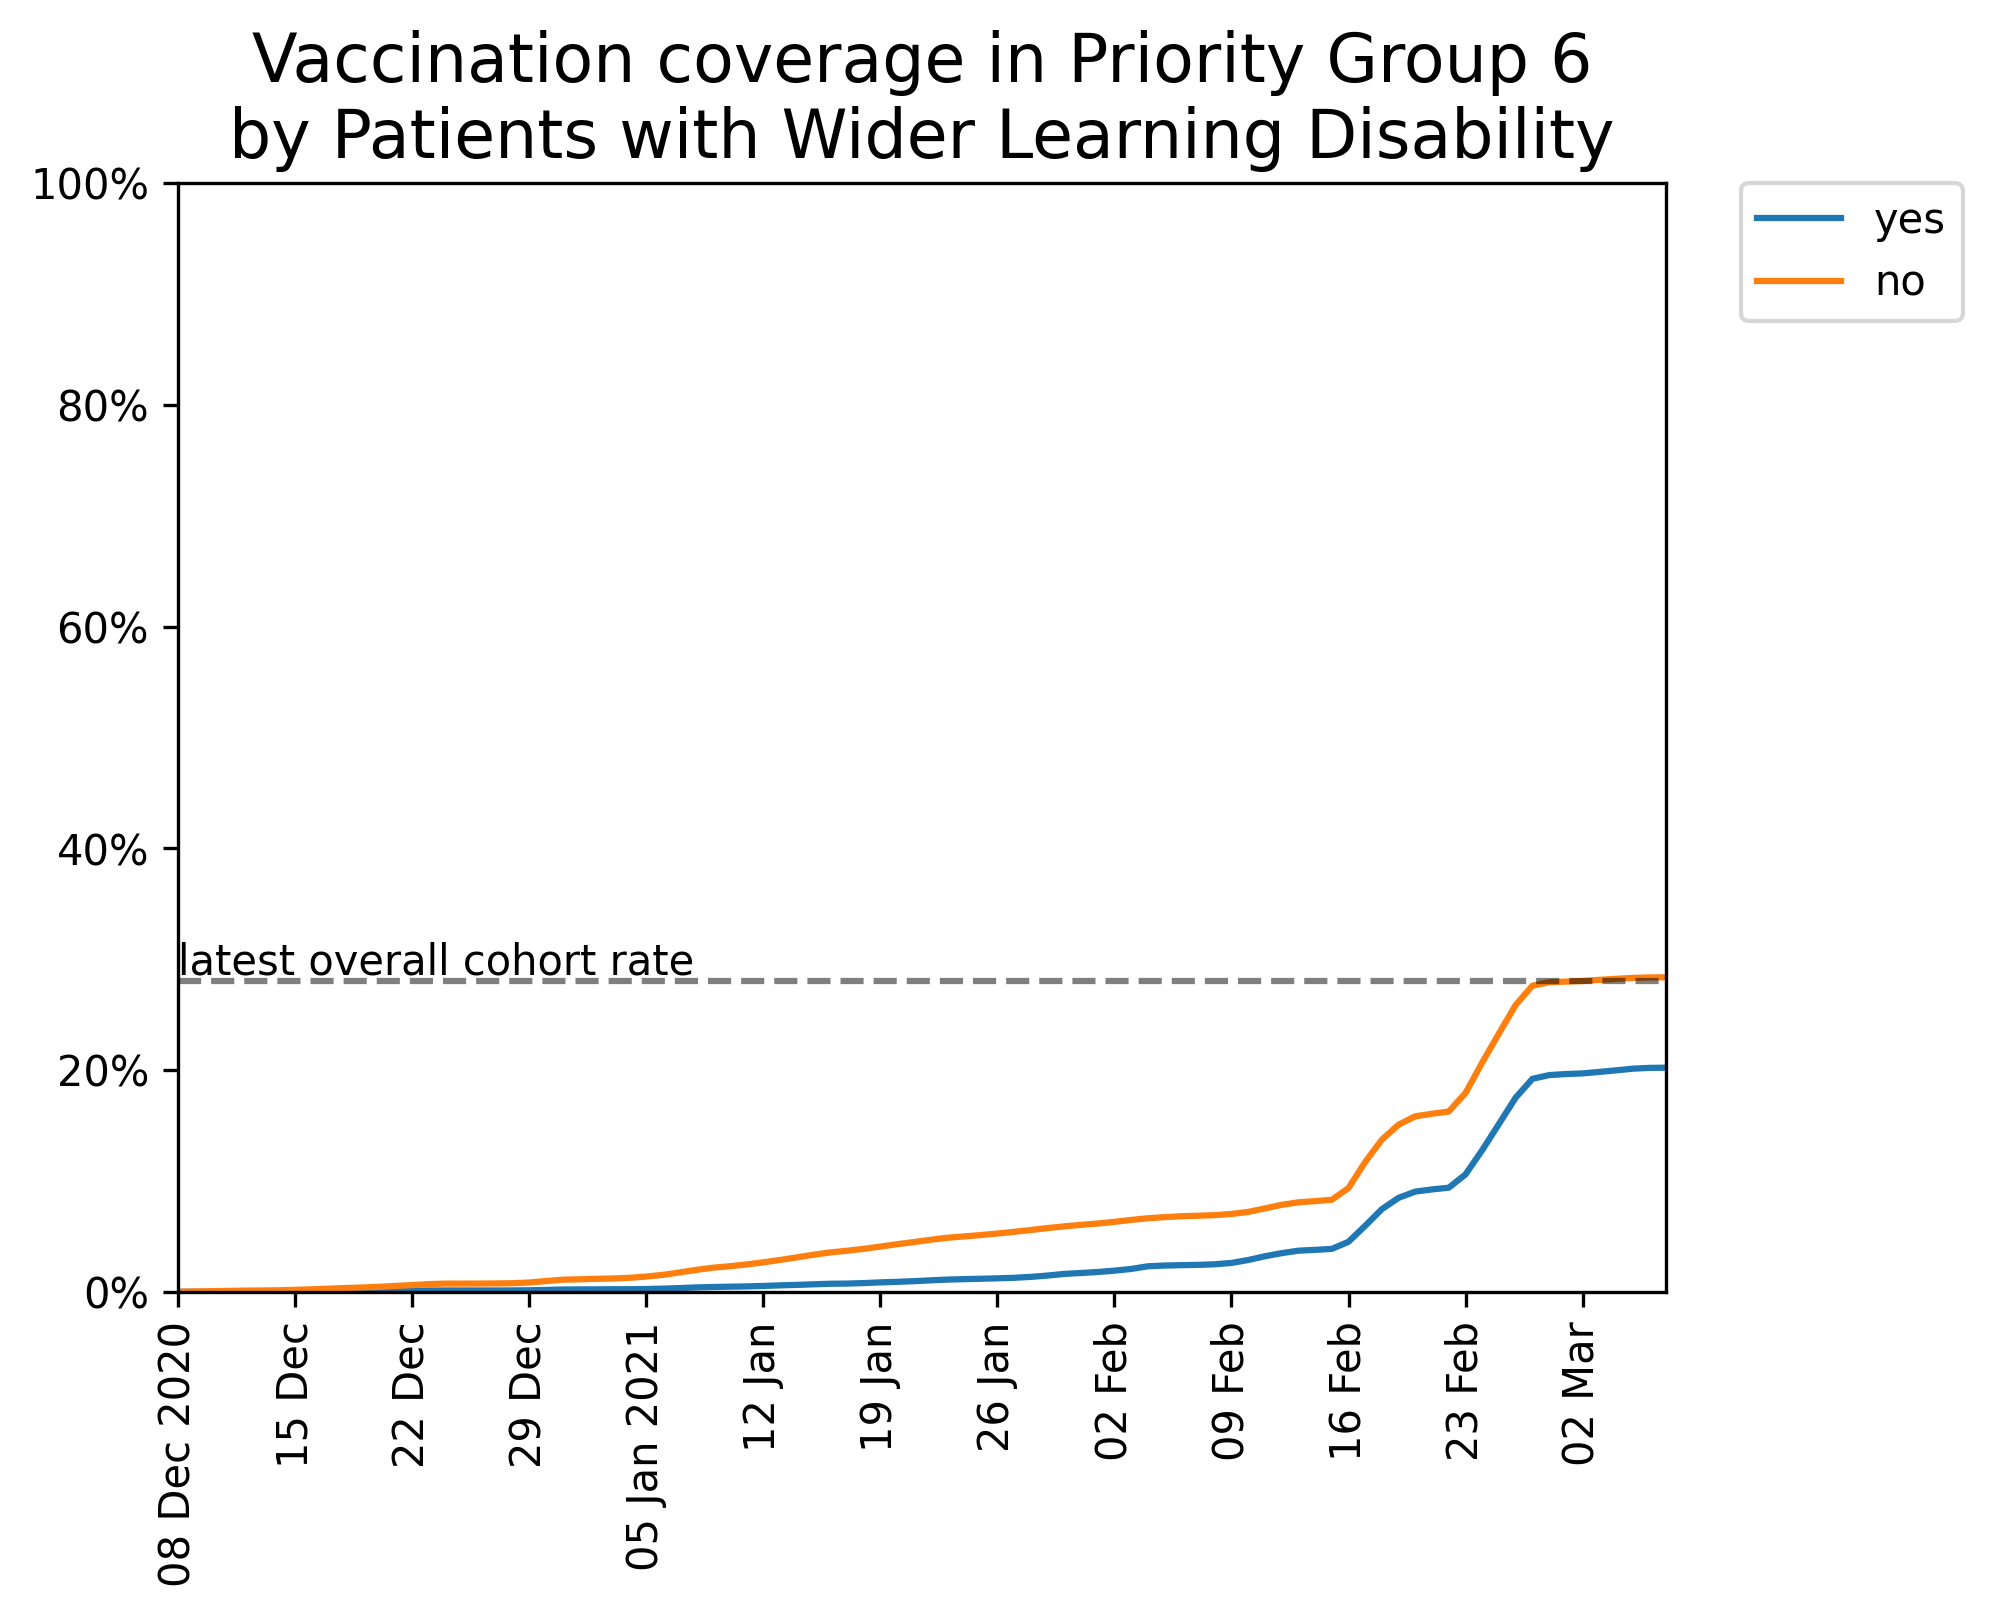 Vaccination coverage in Priority Group 6
by Patients with Wider Learning Disability
100%
80%
60%
40%
20%
0%
latest overall cohort rate
yes
no
08 Dec 2020
15 Dec
22 Dec
29 Dec
05 Jan 2021
12 Jan
19 Jan
26 Jan
02 Feb
09 Feb
16 Feb
23 Feb
02 Mar